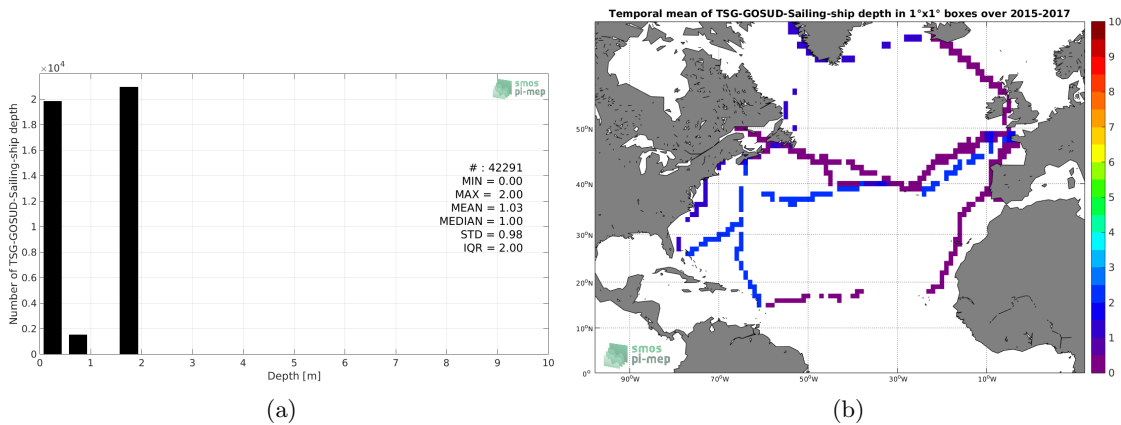 ×10⁴
2
1.8
1.6
1.4
1.2
1
0.8
0.6
0.4
0.2
0
Number of TSG-GOSUD-Sailing-ship depth
smos
pi-mep
# : 42291
MIN = 0.00
MAX = 2.00
MEAN = 1.03
MEDIAN = 1.00
STD = 0.98
IQR = 2.00
0 1 2 3 4 5 6 7 8 9 10
Depth [m]
(a)
Temporal mean of TSG-GOSUD-Sailing-ship depth in 1°x1° boxes over 2015-2017
50°N
40°N
30°N
20°N
10°N
0°
90°W 70°W 50°W 30°W 10°W
smos
pi-mep
10
9
8
7
6
5
4
3
2
1
0
(b)